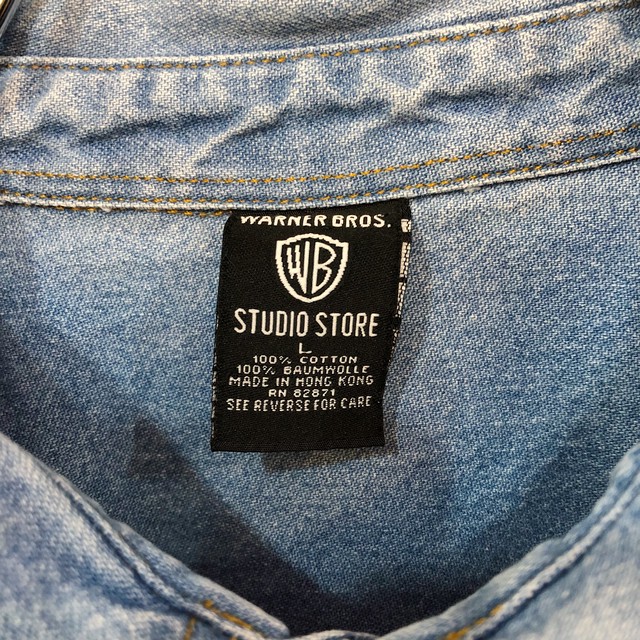 WARNER BROS.
WB
STUDIO STORE
L
100% COTTON
100% BAUMWOLLE
MADE IN HONG KONG
RN 82871
SEE REVERSE FOR CARE